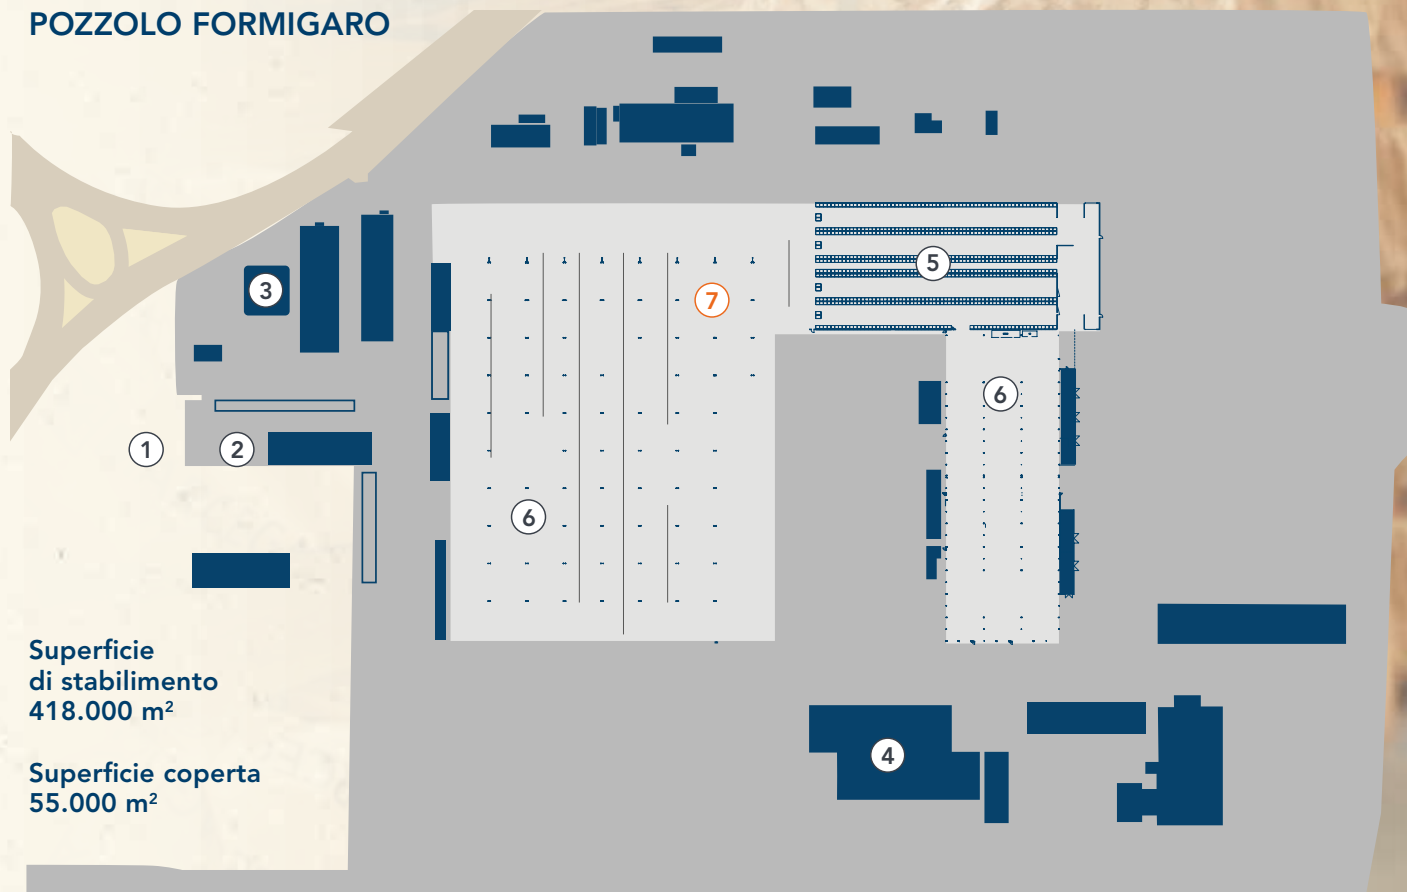 POZZOLO FORMIGARO
7
5
3
6
1
2
6
Superficie
di stabilimento
418.000 m²
4
Superficie coperta
55.000 m²